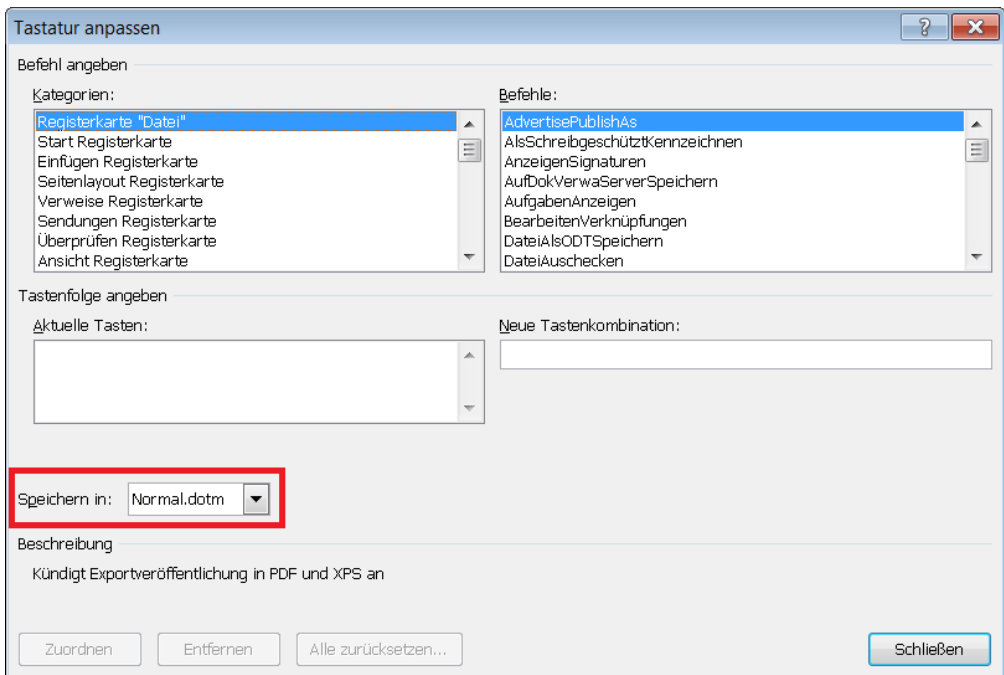 Tastatur anpassen
Befehl angeben
Kategorien:
Befehle:
Registerkarte "Datei"
Start Registerkarte
Einfügen Registerkarte
Seitenlayout Registerkarte
Verweise Registerkarte
Sendungen Registerkarte
Überprüfen Registerkarte
Ansicht Registerkarte
AdvertisePublishAs
AlsSchreibgeschütztKennzeichnen
AnzeigenSignaturen
AufDokVerwaServerSpeichern
AufgabenAnzeigen
BearbeitenVerknüpfungen
DateiAlsODTSpeichern
DateiAuschecken
Tastenfolge angeben
Aktuelle Tasten:
Neue Tastenkombination:
Speichern in: Normal.dotm
Beschreibung
Kündigt Exportveröffentlichung in PDF und XPS an
Zuordnen Entfernen Alle zurücksetzen... Schließen